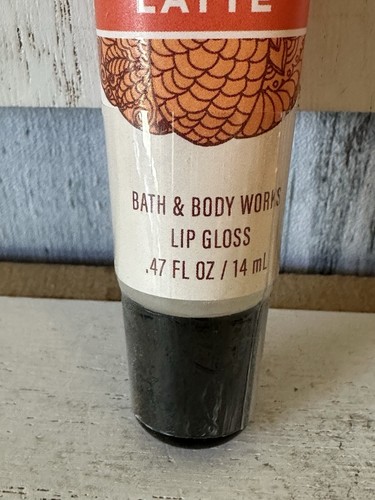 LATTE
BATH & BODY WORKS
LIP GLOSS
.47 FL OZ / 14 mL